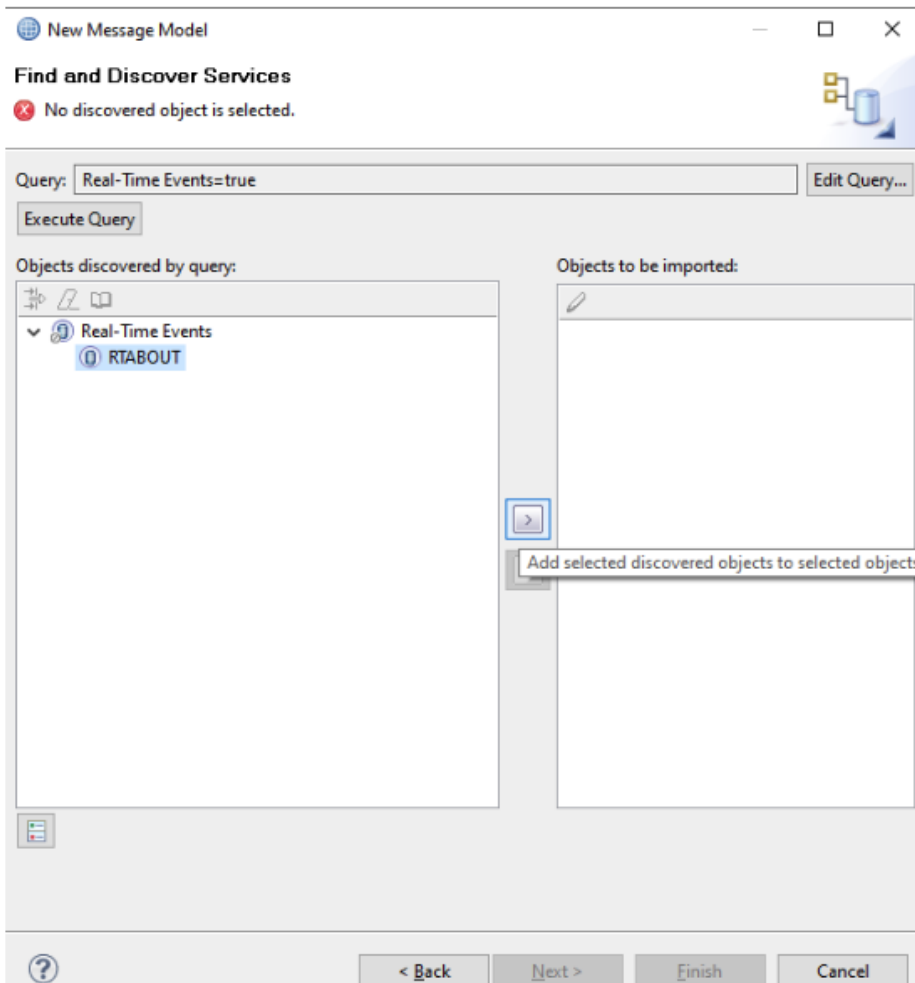 New Message Model
Find and Discover Services
No discovered object is selected.
Query: Real-Time Events=true Edit Query...
Execute Query
Objects discovered by query: Objects to be imported:
Real-Time Events
RTABOUT
>
Add selected discovered objects to selected objects
? < Back Next > Finish Cancel